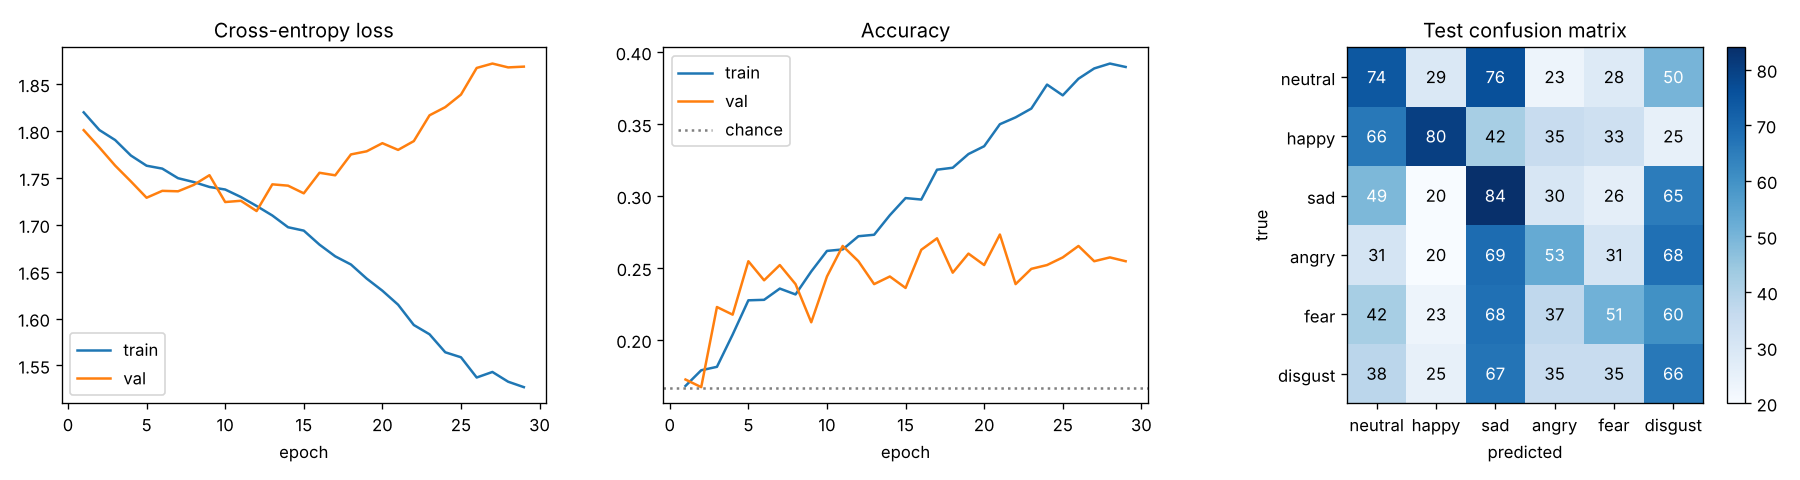 Cross-entropy loss
1.85
1.80
1.75
1.70
1.65
1.60
1.55
train
val
0 5 10 15 20 25 30
epoch
Accuracy
0.40
0.35
0.30
0.25
0.20
train
val
chance
0 5 10 15 20 25 30
epoch
Test confusion matrix
true
neutral 74 29 76 23 28 50
happy 66 80 42 35 33 25
sad 49 20 84 30 26 65
angry 31 20 69 53 31 68
fear 42 23 68 37 51 60
disgust 38 25 67 35 35 66
neutral happy sad angry fear disgust
predicted
80
70
60
50
40
30
20